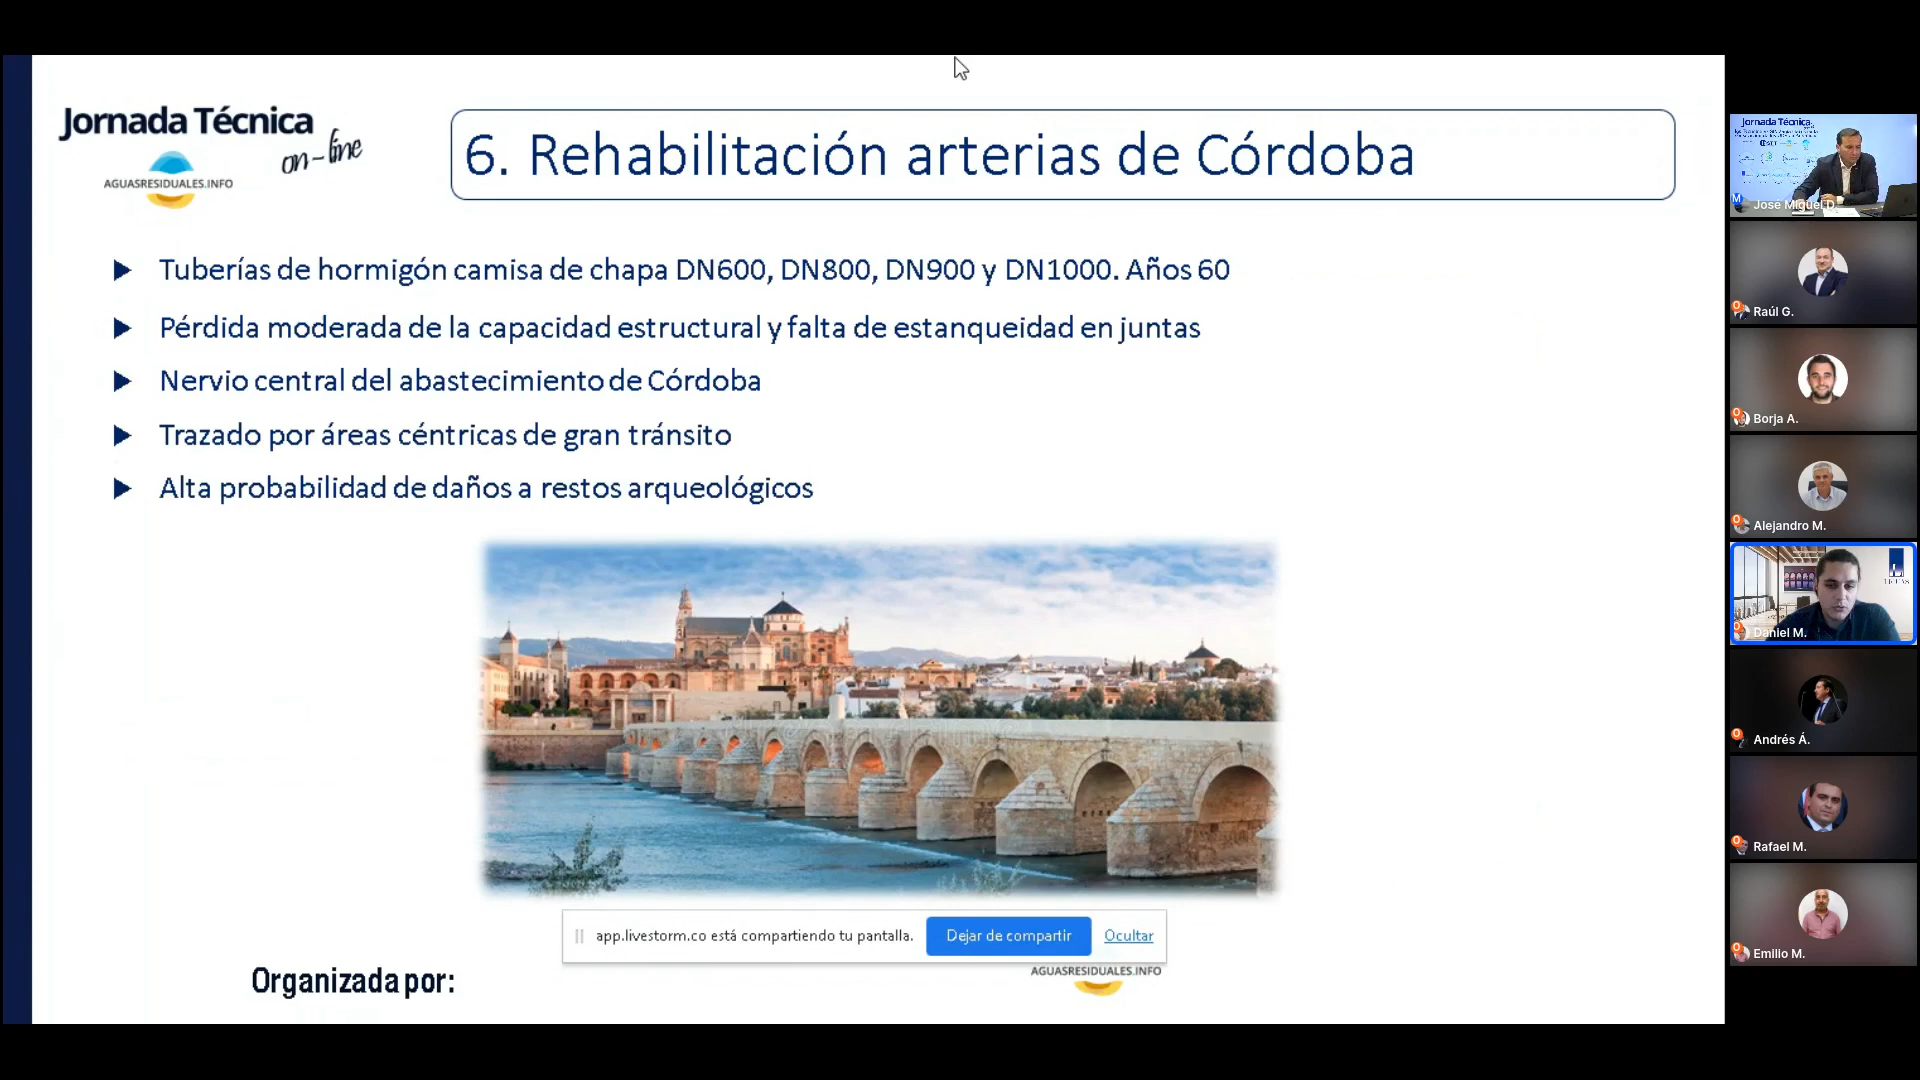 Jornada Técnica
on-line
AGUASRESIDUALES.INFO
6. Rehabilitación arterias de Córdoba
Tuberías de hormigón camisa de chapa DN600, DN800, DN900 y DN1000. Años 60
Pérdida moderada de la capacidad estructural y falta de estanqueidad en juntas
Nervio central del abastecimiento de Córdoba
Trazado por áreas céntricas de gran tránsito
Alta probabilidad de daños a restos arqueológicos
app.livestorm.co está compartiendo tu pantalla.
Dejar de compartir
Ocultar
Organizada por:
AGUASRESIDUALES.INFO
Jornada Técnica
M
José Miguel D.
O
Raúl G.
O
Borja A.
O
Alejandro M.
O
Daniel M.
O
Andrés Á.
O
Rafael M.
O
Emilio M.